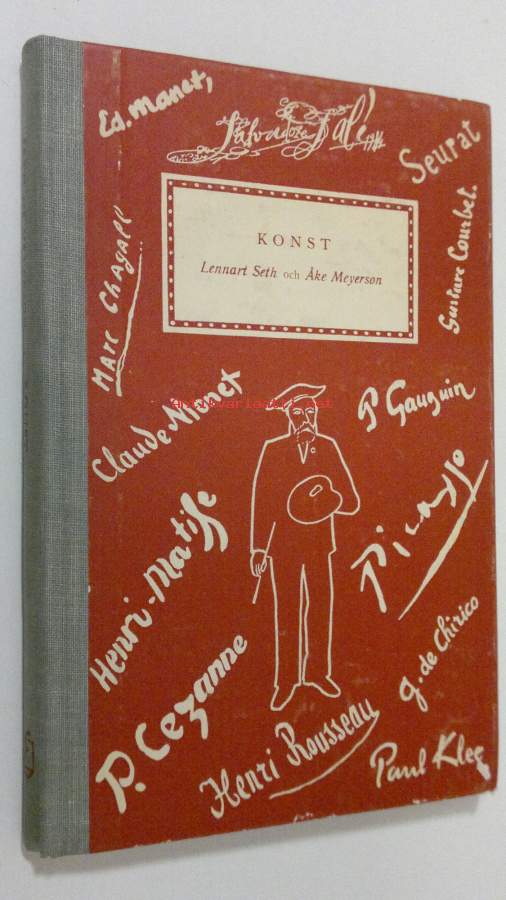 Ed. Manet,
Salvador Dalí
Seurat
KONST
Lennart Seth och Åke Meyerson
Gustave Courbet.
MArc ChAgAll
Claude Monet
P Gauguin
Picasso
Henri-Matisse
g. de Chirico
P. Cezanne
Henri Rousseau
Paul Klee